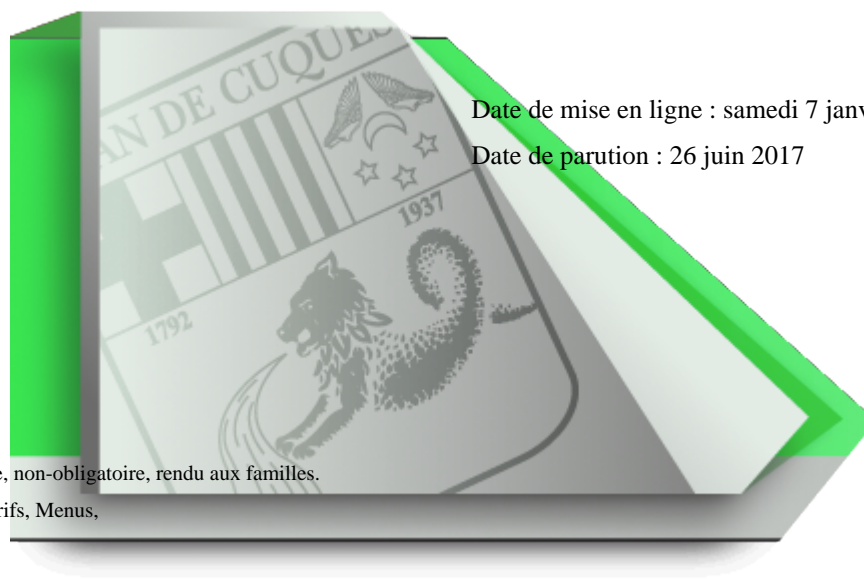 AN DE CUQUES
Date de mise en ligne : samedi 7 janv
Date de parution : 26 juin 2017
1937
1792
, non-obligatoire, rendu aux familles.
rifs, Menus,